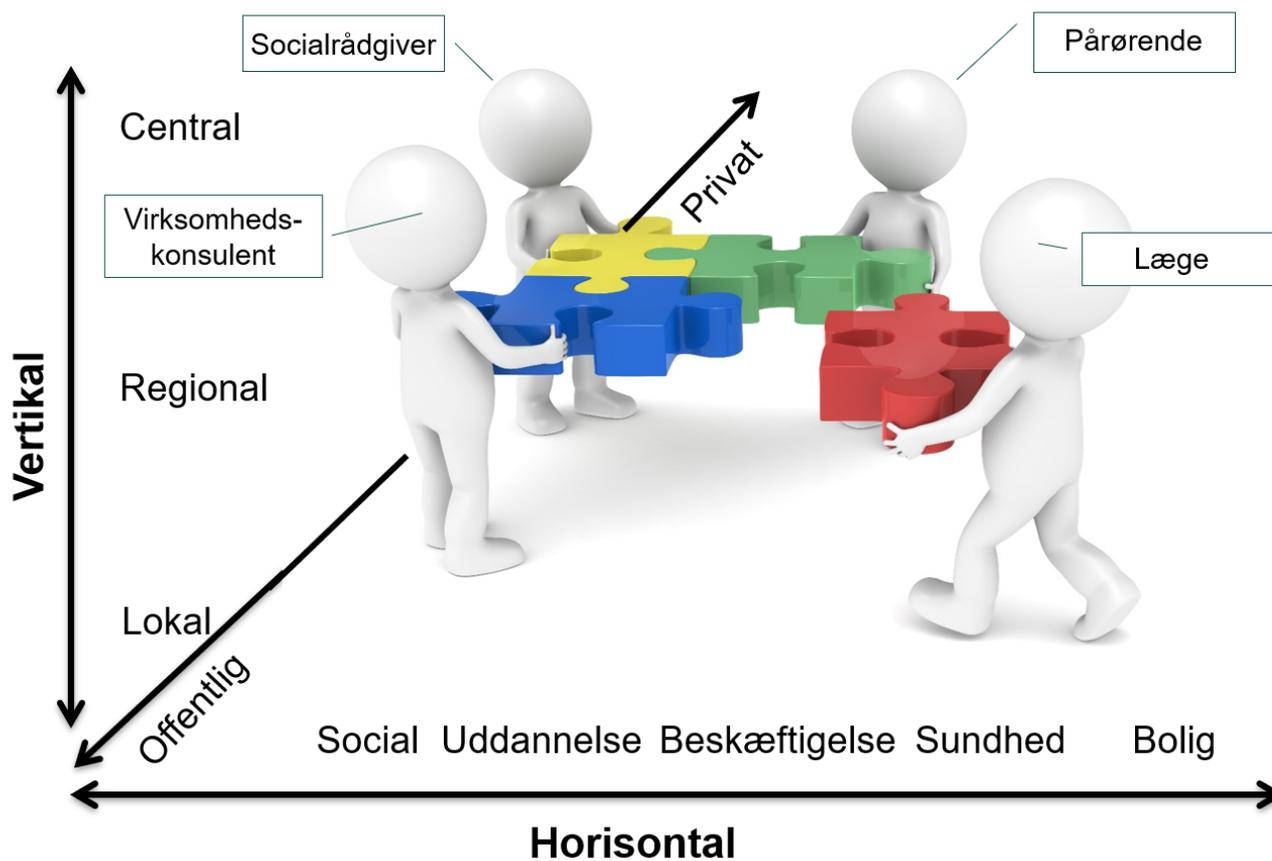 Socialrådgiver
Pårørende
Central
Privat
Virksomheds-
konsulent
Læge
Regional
Vertikal
Lokal
Offentlig
Social Uddannelse Beskæftigelse Sundhed Bolig
Horisontal